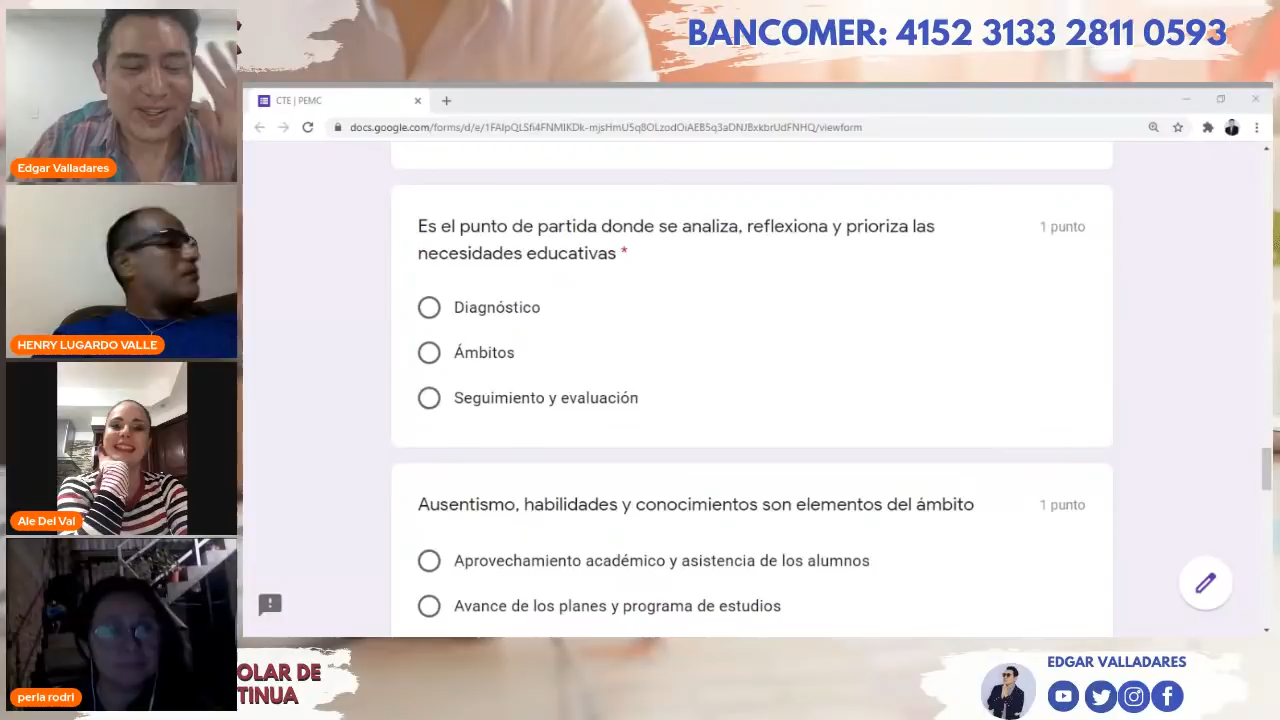 BANCOMER: 4152 3133 2811 0593
Edgar Valladares
HENRY LUGARDO VALLE
Ale Del Val
perla rodri
CTE | PEMC
docs.google.com/forms/d/e/1FAIpQLSfi4FNMIKDk-mjsHmU5q8OLzodOiAEB5q3aDNJBxkbrUdFNHQ/viewform
Es el punto de partida donde se analiza, reflexiona y prioriza las
necesidades educativas *
1 punto
Diagnóstico
Ámbitos
Seguimiento y evaluación
Ausentismo, habilidades y conocimientos son elementos del ámbito
1 punto
Aprovechamiento académico y asistencia de los alumnos
Avance de los planes y programa de estudios
OLAR DE
TINUA
EDGAR VALLADARES